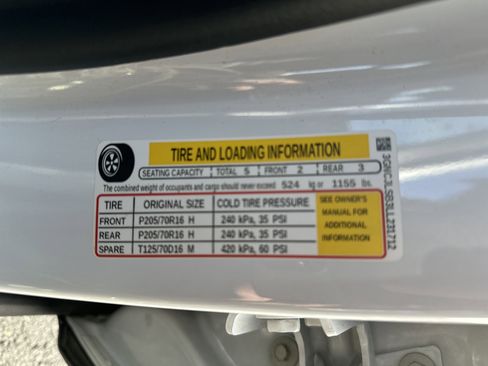 TIRE AND LOADING INFORMATION
SEATING CAPACITY TOTAL 5 FRONT 2 REAR 3
The combined weight of occupants and cargo should never exceed 524 kg or 1155 lbs.
TIRE ORIGINAL SIZE COLD TIRE PRESSURE
FRONT P205/70R16 H 240 kPa, 35 PSI
REAR P205/70R16 H 240 kPa, 35 PSI
SPARE T125/70D16 M 420 kPa, 60 PSI
SEE OWNER'S
MANUAL FOR
ADDITIONAL
INFORMATION